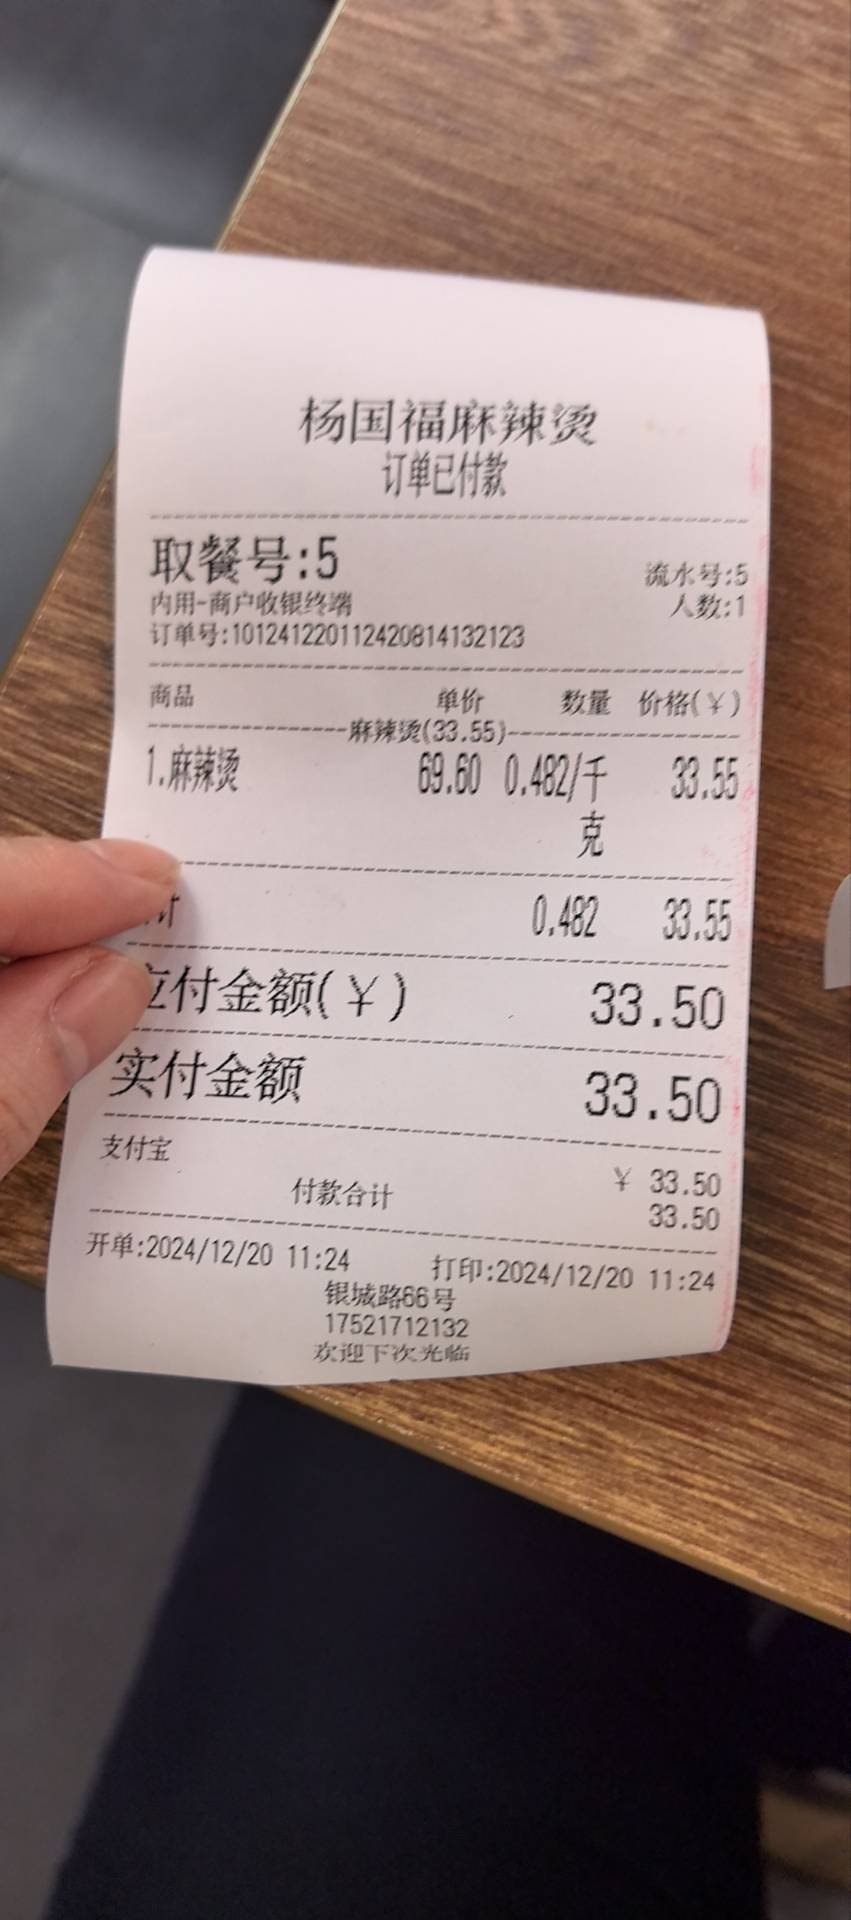 杨国福麻辣烫
订单已付款
取餐号:5
流水号:5
内用-商户收银终端 人数:1
订单号:101241220112420814132123
商品 单价 数量 价格(¥)
麻辣烫(33.55)
1.麻辣烫 69.60 0.482/千 33.55
克
计 0.482 33.55
应付金额(¥) 33.50
实付金额 33.50
支付宝 ¥ 33.50
付款合计 33.50
开单:2024/12/20 11:24 打印:2024/12/20 11:24
银城路66号
17521712132
欢迎下次光临